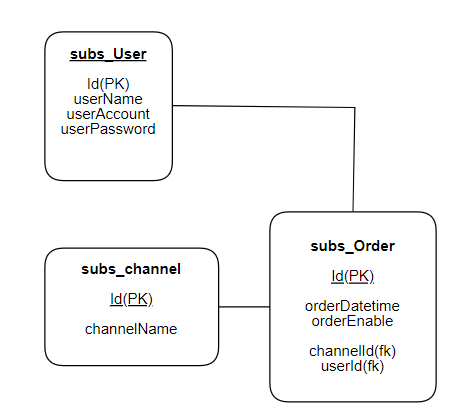 subs_User
Id(PK)
userName
userAccount
userPassword
subs_channel
Id(PK)
channelName
subs_Order
Id(PK)
orderDatetime
orderEnable
channelId(fk)
userId(fk)